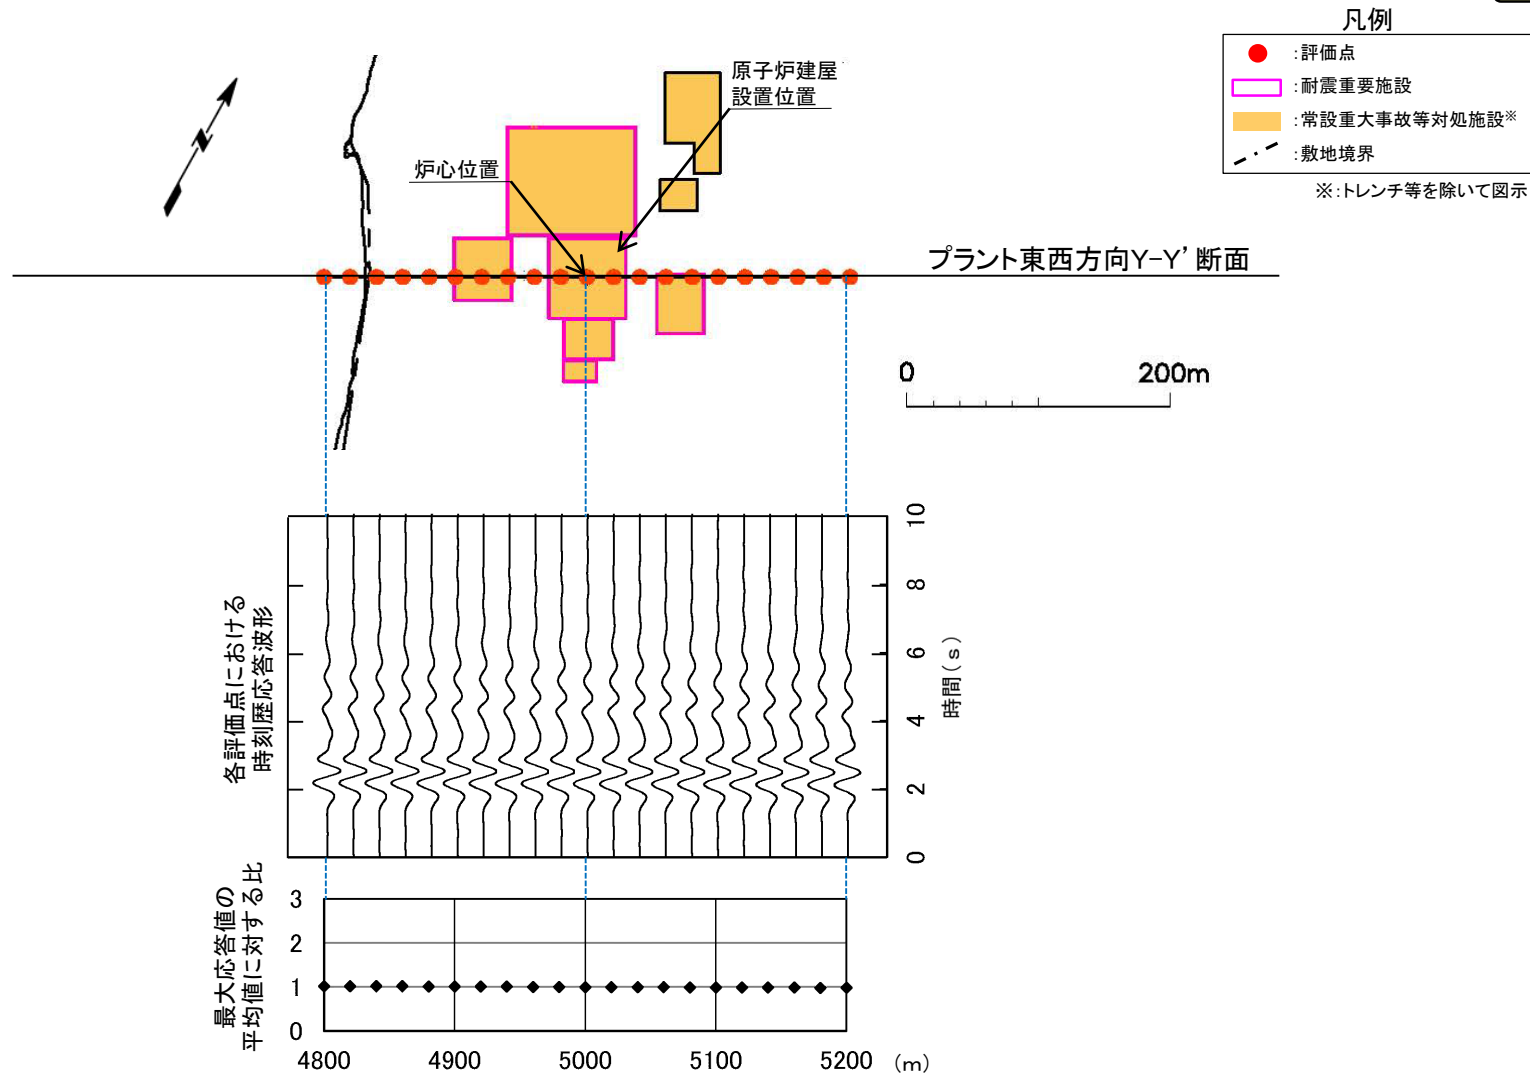 凡例
:評価点
:耐震重要施設
:常設重大事故等対処施設※
:敷地境界
※:トレンチ等を除いて図示
N
原子炉建屋
設置位置
炉心位置
プラント東西方向Y-Y’断面
0 200m
各評価点における
時刻歴応答波形
10
8
6
4
2
0
時間(s)
最大応答値の
平均値に対する比
3
2
1
0
4800 4900 5000 5100 5200 (m)